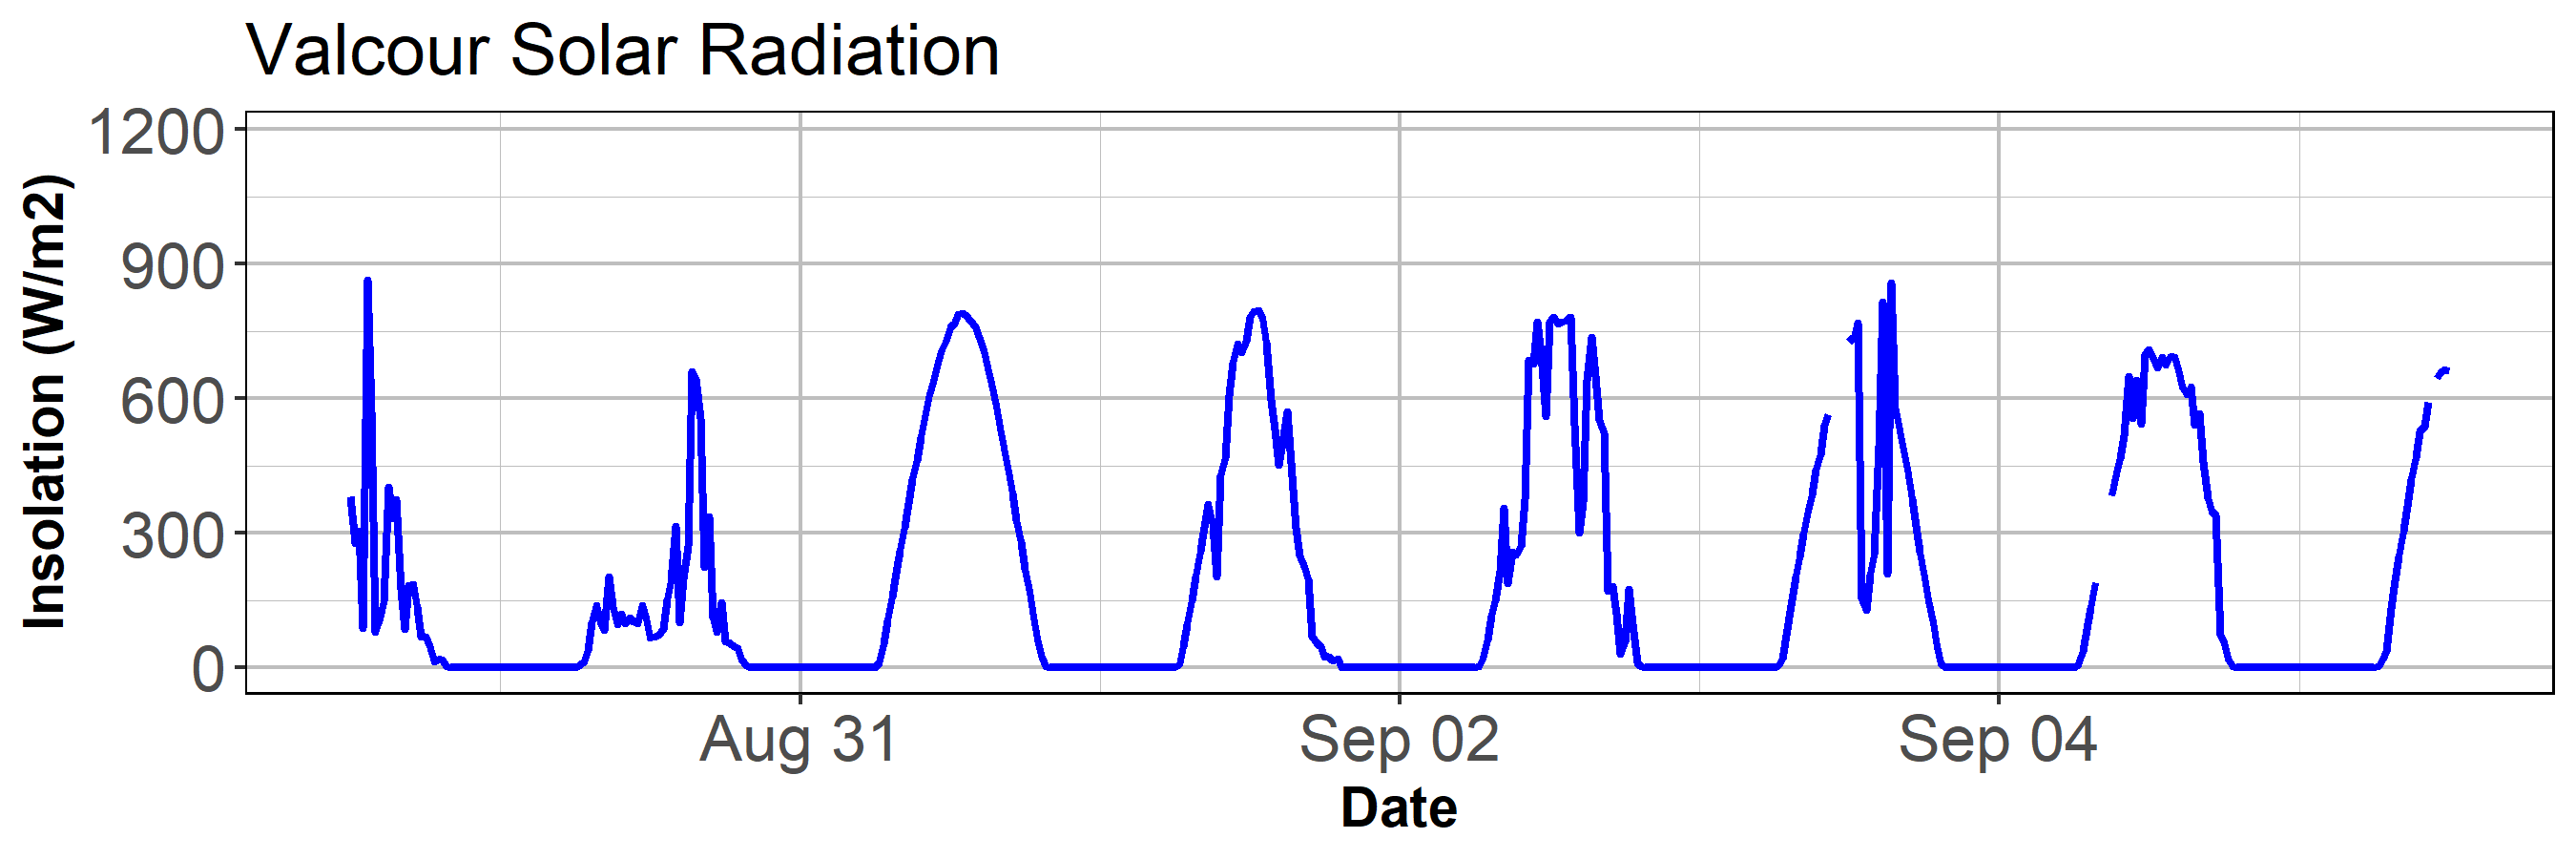 Valcour Solar Radiation
Insolation (W/m2)
1200
900
600
300
0
Aug 31
Sep 02
Sep 04
Date